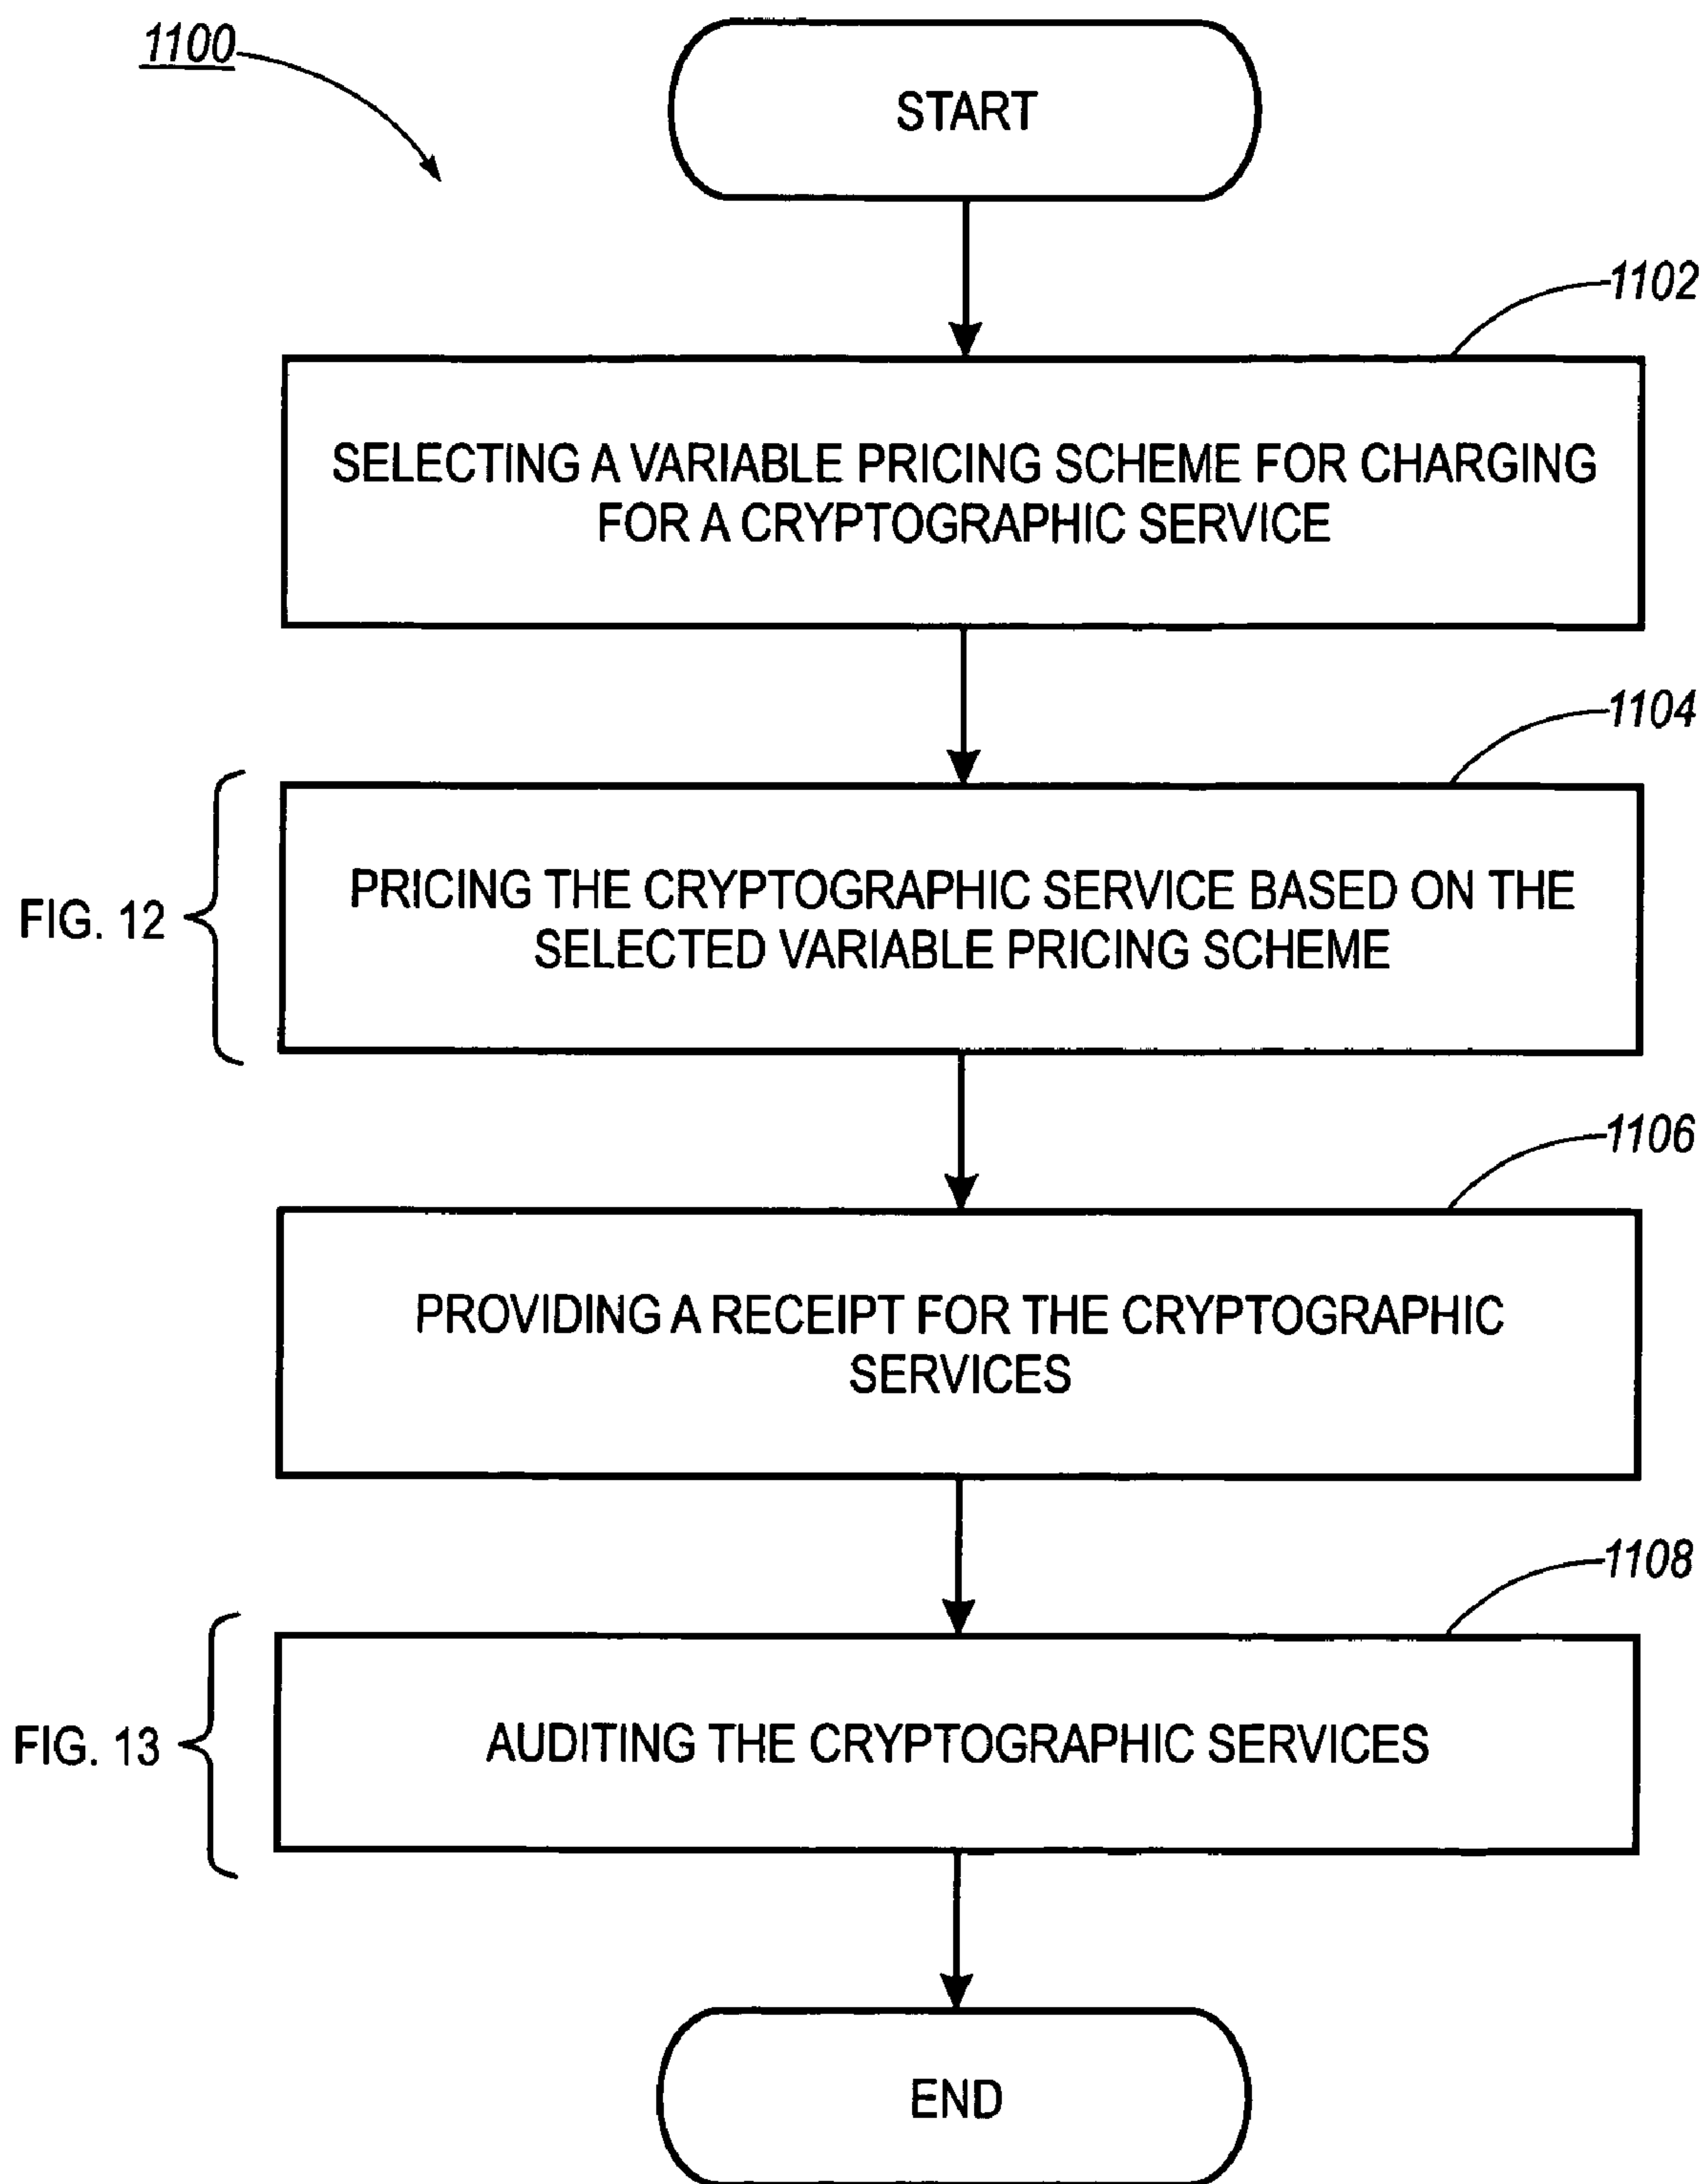 1100
START
1102
SELECTING A VARIABLE PRICING SCHEME FOR CHARGING
FOR A CRYPTOGRAPHIC SERVICE
1104
FIG. 12
PRICING THE CRYPTOGRAPHIC SERVICE BASED ON THE
SELECTED VARIABLE PRICING SCHEME
1106
PROVIDING A RECEIPT FOR THE CRYPTOGRAPHIC
SERVICES
1108
FIG. 13
AUDITING THE CRYPTOGRAPHIC SERVICES
END